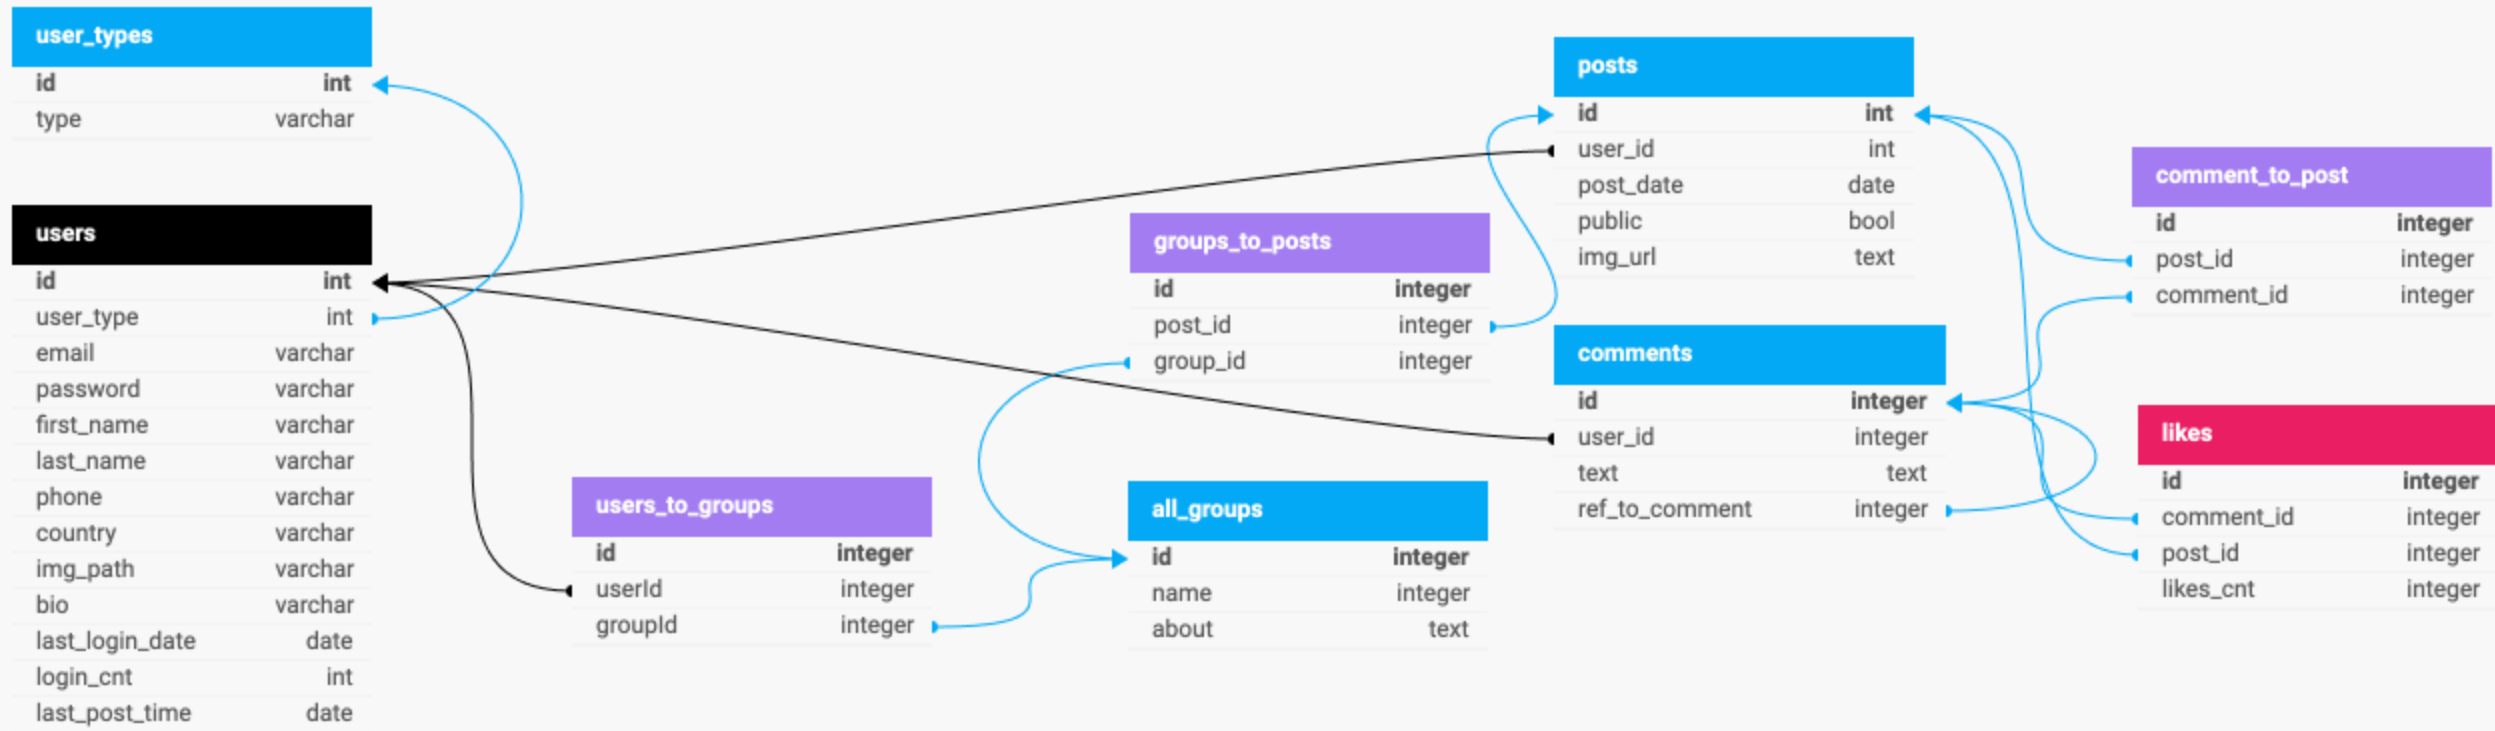 user_types
id int
type varchar
users
id int
user_type int
email varchar
password varchar
first_name varchar
last_name varchar
phone varchar
country varchar
img_path varchar
bio varchar
last_login_date date
login_cnt int
last_post_time date
users_to_groups
id integer
userId integer
groupId integer
groups_to_posts
id integer
post_id integer
group_id integer
all_groups
id integer
name integer
about text
posts
id int
user_id int
post_date date
public bool
img_url text
comments
id integer
user_id integer
text text
ref_to_comment integer
comment_to_post
id integer
post_id integer
comment_id integer
likes
id integer
comment_id integer
post_id integer
likes_cnt integer